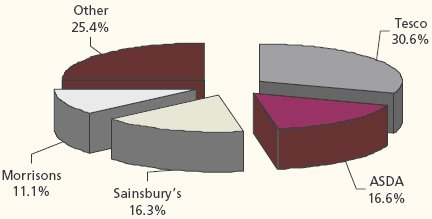 Other
25.4%
Tesco
30.6%
Morrisons
11.1%
Sainsbury's
16.3%
ASDA
16.6%